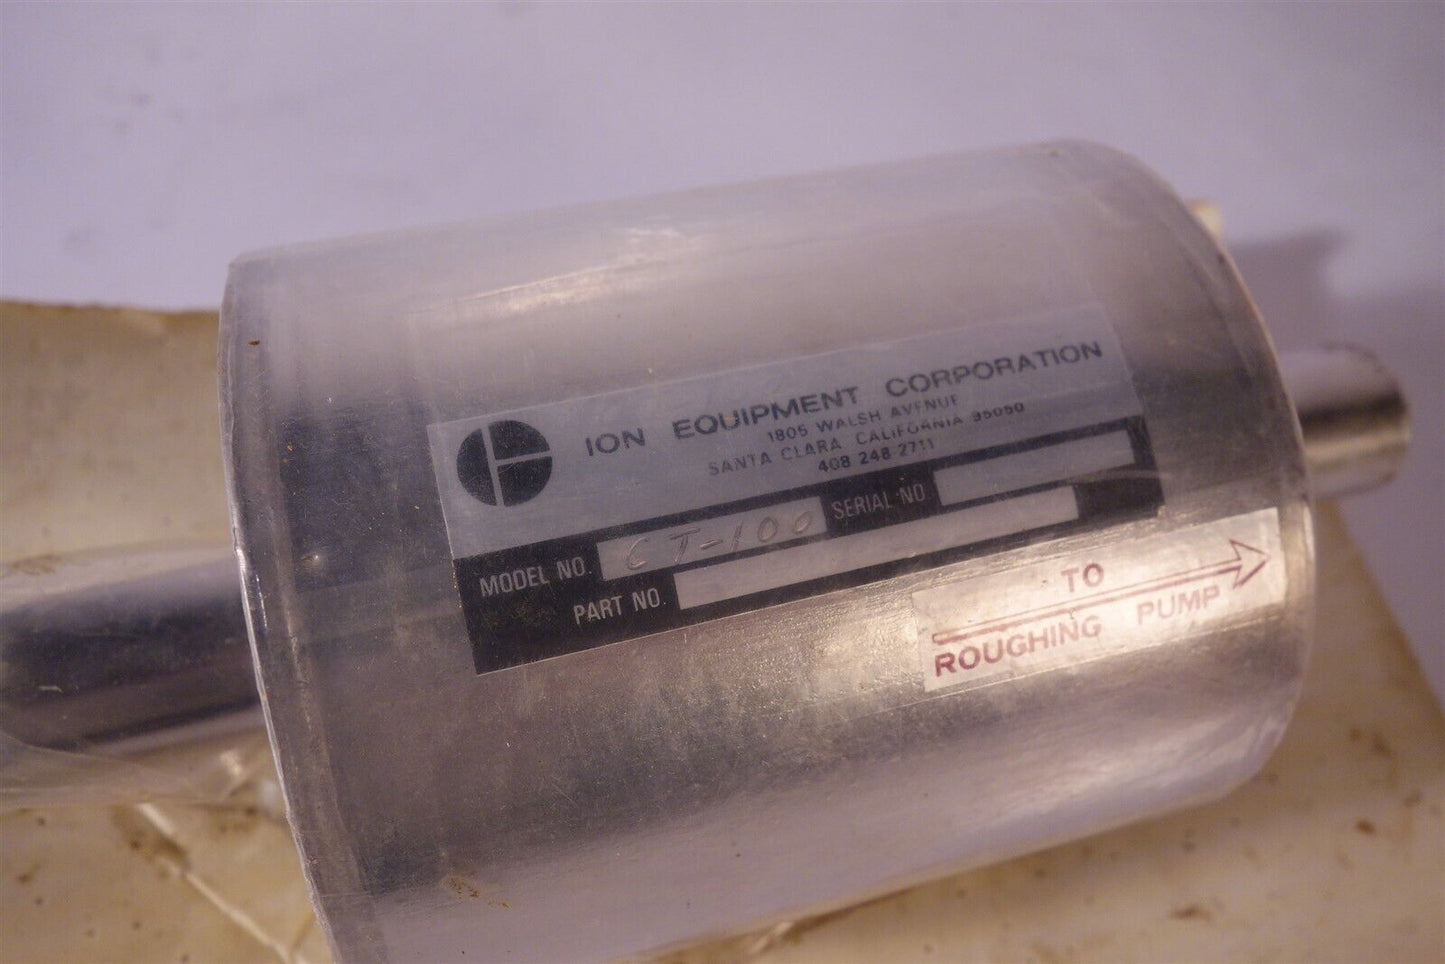 ION EQUIPMENT CORPORATION
1805 WALSH AVENUE
SANTA CLARA, CALIFORNIA 95050
408 248 2711
MODEL NO. CT-100 SERIAL NO.
PART NO.
TO
ROUGHING PUMP